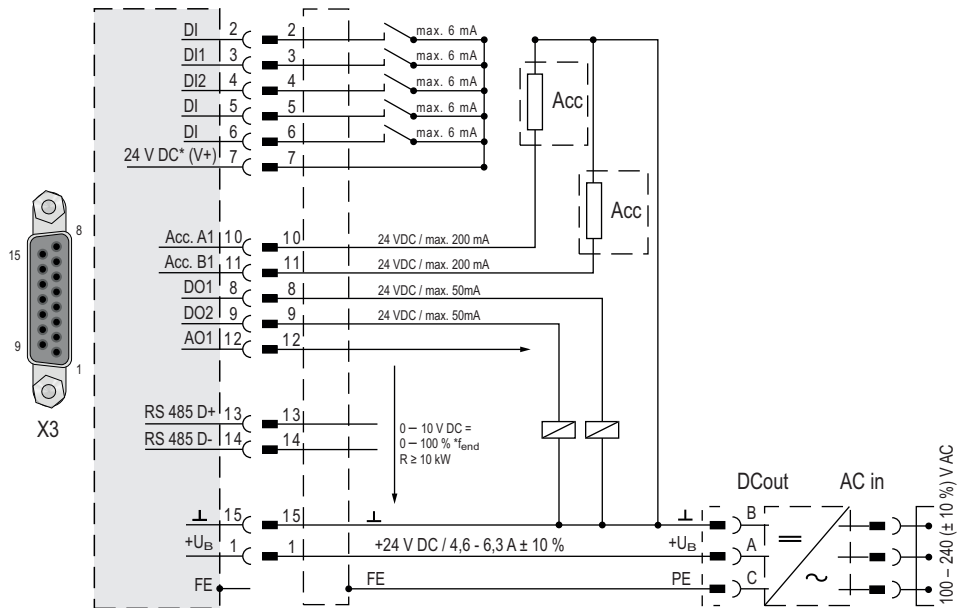 DI 2 2 max. 6 mA
DI1 3 3 max. 6 mA
DI2 4 4 max. 6 mA
DI 5 5 max. 6 mA
DI 6 6 max. 6 mA
24 V DC* (V+) 7 7
Acc
Acc
8
15
9
1
X3
Acc. A1 10 10 24 VDC / max. 200 mA
Acc. B1 11 11 24 VDC / max. 200 mA
DO1 8 8 24 VDC / max. 50mA
DO2 9 9 24 VDC / max. 50mA
AO1 12 12
RS 485 D+ 13 13
RS 485 D- 14 14
0 – 10 V DC =
0 – 100 % *fend
R ≥ 10 kW
DCout AC in
⊥ 15 15 ⊥ ⊥ B
+UB 1 1 +24 V DC / 4,6 - 6,3 A ± 10 % +UB A
FE FE PE C
= ~
100 – 240 (± 10 %) V AC